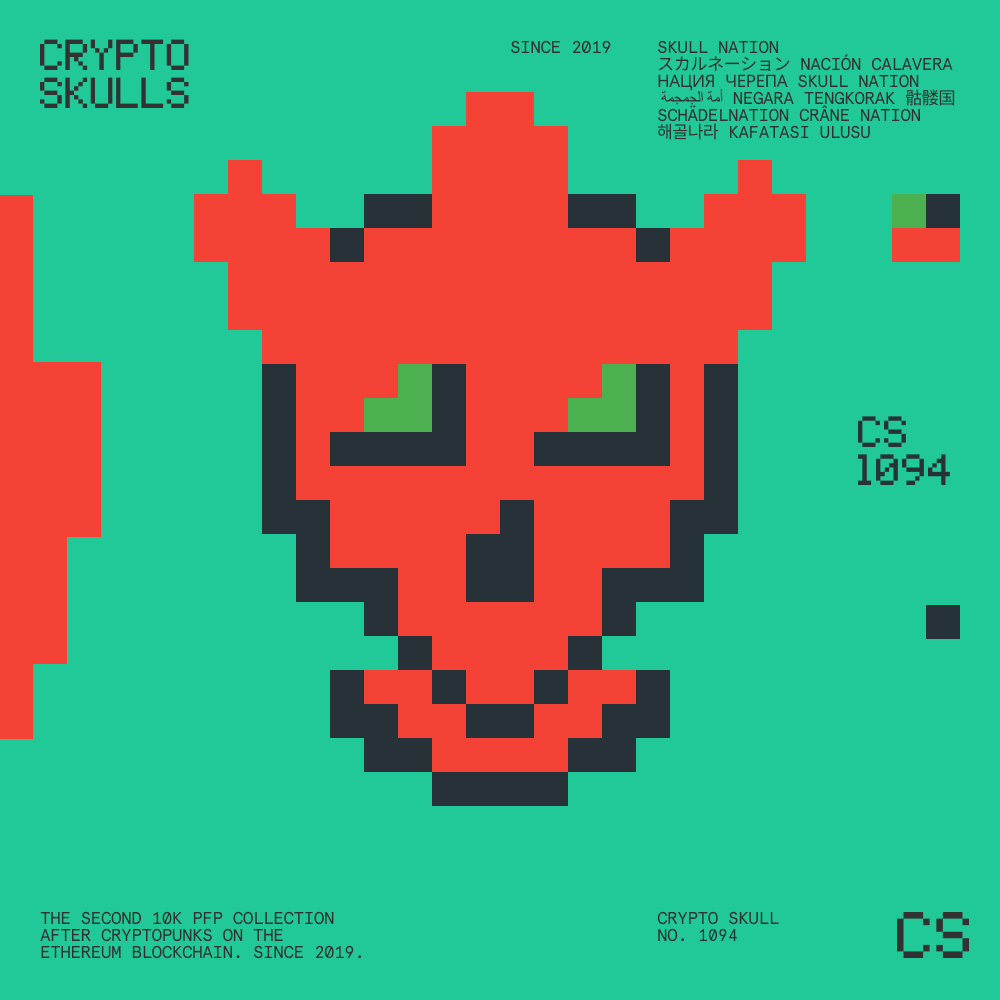 CRYPTO
SKULLS
SINCE 2019
SKULL NATION
スカルネーション NACIÓN CALAVERA
НАЦИЯ ЧЕРЕПА SKULL NATION
أمة الجمجمة NEGARA TENGKORAK 骷髅国
SCHÄDELNATION CRÂNE NATION
해골나라 KAFATASI ULUSU
CS
1094
THE SECOND 10K PFP COLLECTION
AFTER CRYPTOPUNKS ON THE
ETHEREUM BLOCKCHAIN. SINCE 2019.
CRYPTO SKULL
NO. 1094
CS